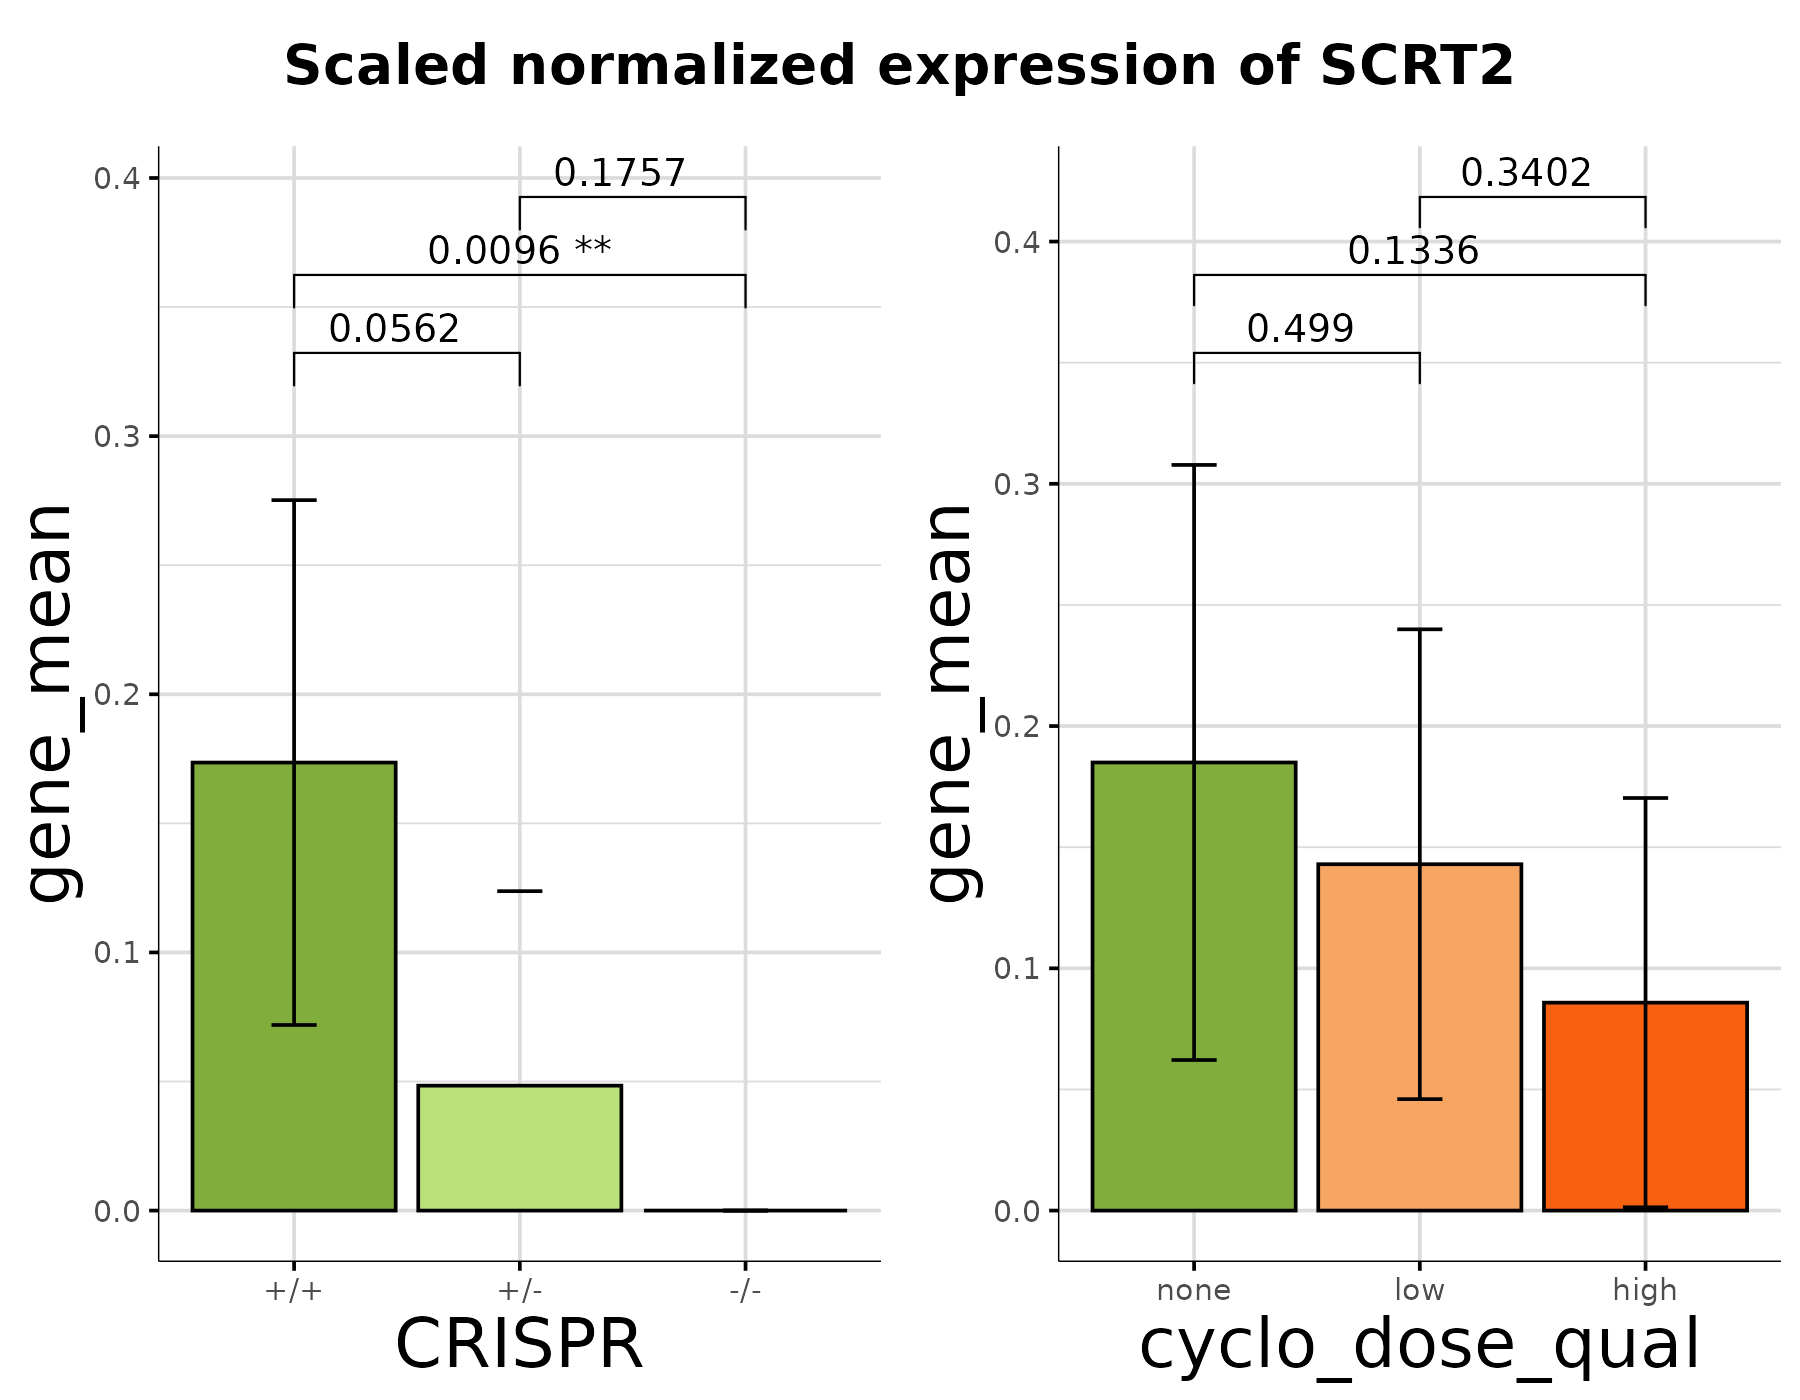 Scaled normalized expression of SCRT2
gene_mean
0.4
0.3
0.2
0.1
0.0
0.1757
0.0096 **
0.0562
+/+
+/-
-/-
CRISPR
gene_mean
0.4
0.3
0.2
0.1
0.0
0.3402
0.1336
0.499
none
low
high
cyclo_dose_qual